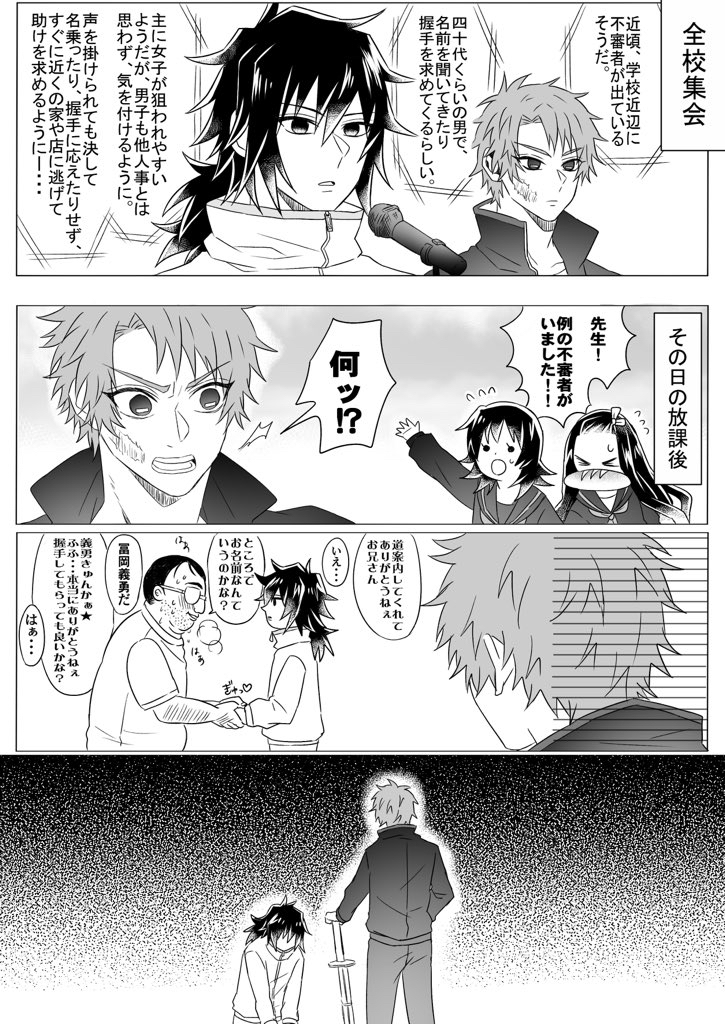 全校集会
近頃、学校近辺に
不審者が出ている
そうだ。
四十代くらいの男で、
名前を聞いてきたり
握手を求めてくるらしい。
主に女子が狙われやすい
ようだが、男子も他人事とは
思わず、気を付けるように。
声を掛けられても決して
名乗ったり、握手に応えたりせず、
すぐに近くの家や店に逃げて
助けを求めるようにー・・・
その日の放課後
先生！
例の不審者が
いました！！
何ッ!?
道案内してくれて
ありがとうねぇ
お兄さん
いえ・・・
ところで
お名前なんて
いうのかな？
冨岡義勇だ
義勇きゅんかぁ★
ふふ・・・本当にありがとうねぇ
握手してもらっても良いかな？
はぁ・・・
はぁ
はぁ
ぎゅっ♡